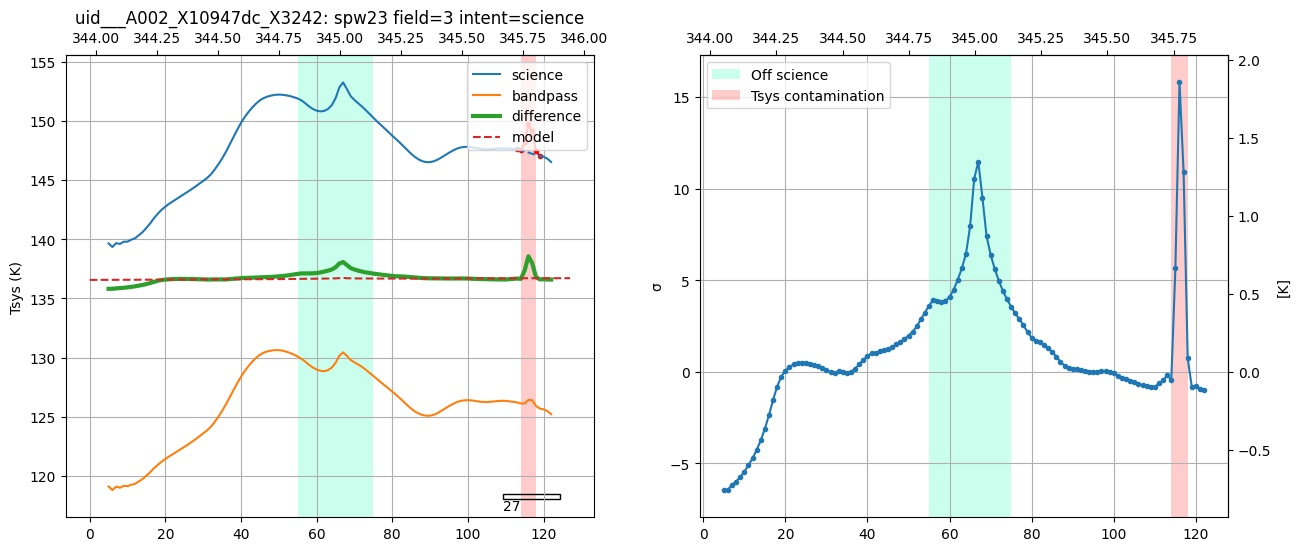 uid___A002_X10947dc_X3242: spw23 field=3 intent=science
344.00 344.25 344.50 344.75 345.00 345.25 345.50 345.75 346.00
155
150
145
140
135
130
125
120
Tsys (K)
science
bandpass
difference
model
27
0 20 40 60 80 100 120
344.00 344.25 344.50 344.75 345.00 345.25 345.50 345.75
Off science
Tsys contamination
15
10
5
0
−5
σ
2.0
1.5
1.0
0.5
0.0
−0.5
[K]
0 20 40 60 80 100 120